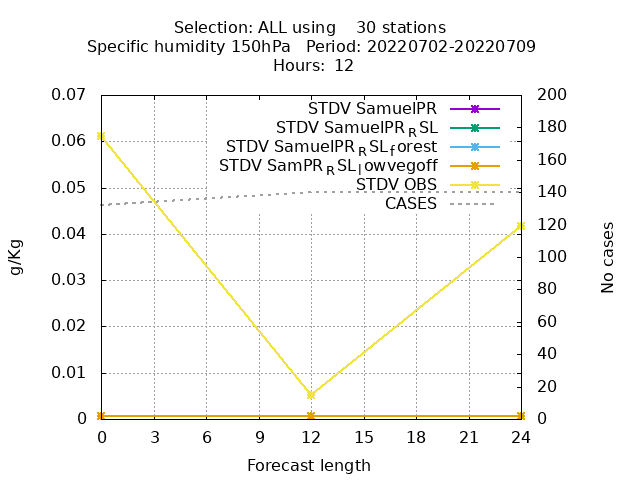 Selection: ALL using    30 stations
Specific humidity 150hPa   Period: 20220702-20220709
Hours: 12
0.07
0.06
0.05
0.04
0.03
0.02
0.01
0
g/Kg
STDV SamuelPR
STDV SamuelPR_RSL
STDV SamuelPR_RSL_forest
STDV SamPR_RSL_lowvegoff
STDV OBS
CASES
200
180
160
140
120
100
80
60
40
20
0
No cases
0 3 6 9 12 15 18 21 24
Forecast length